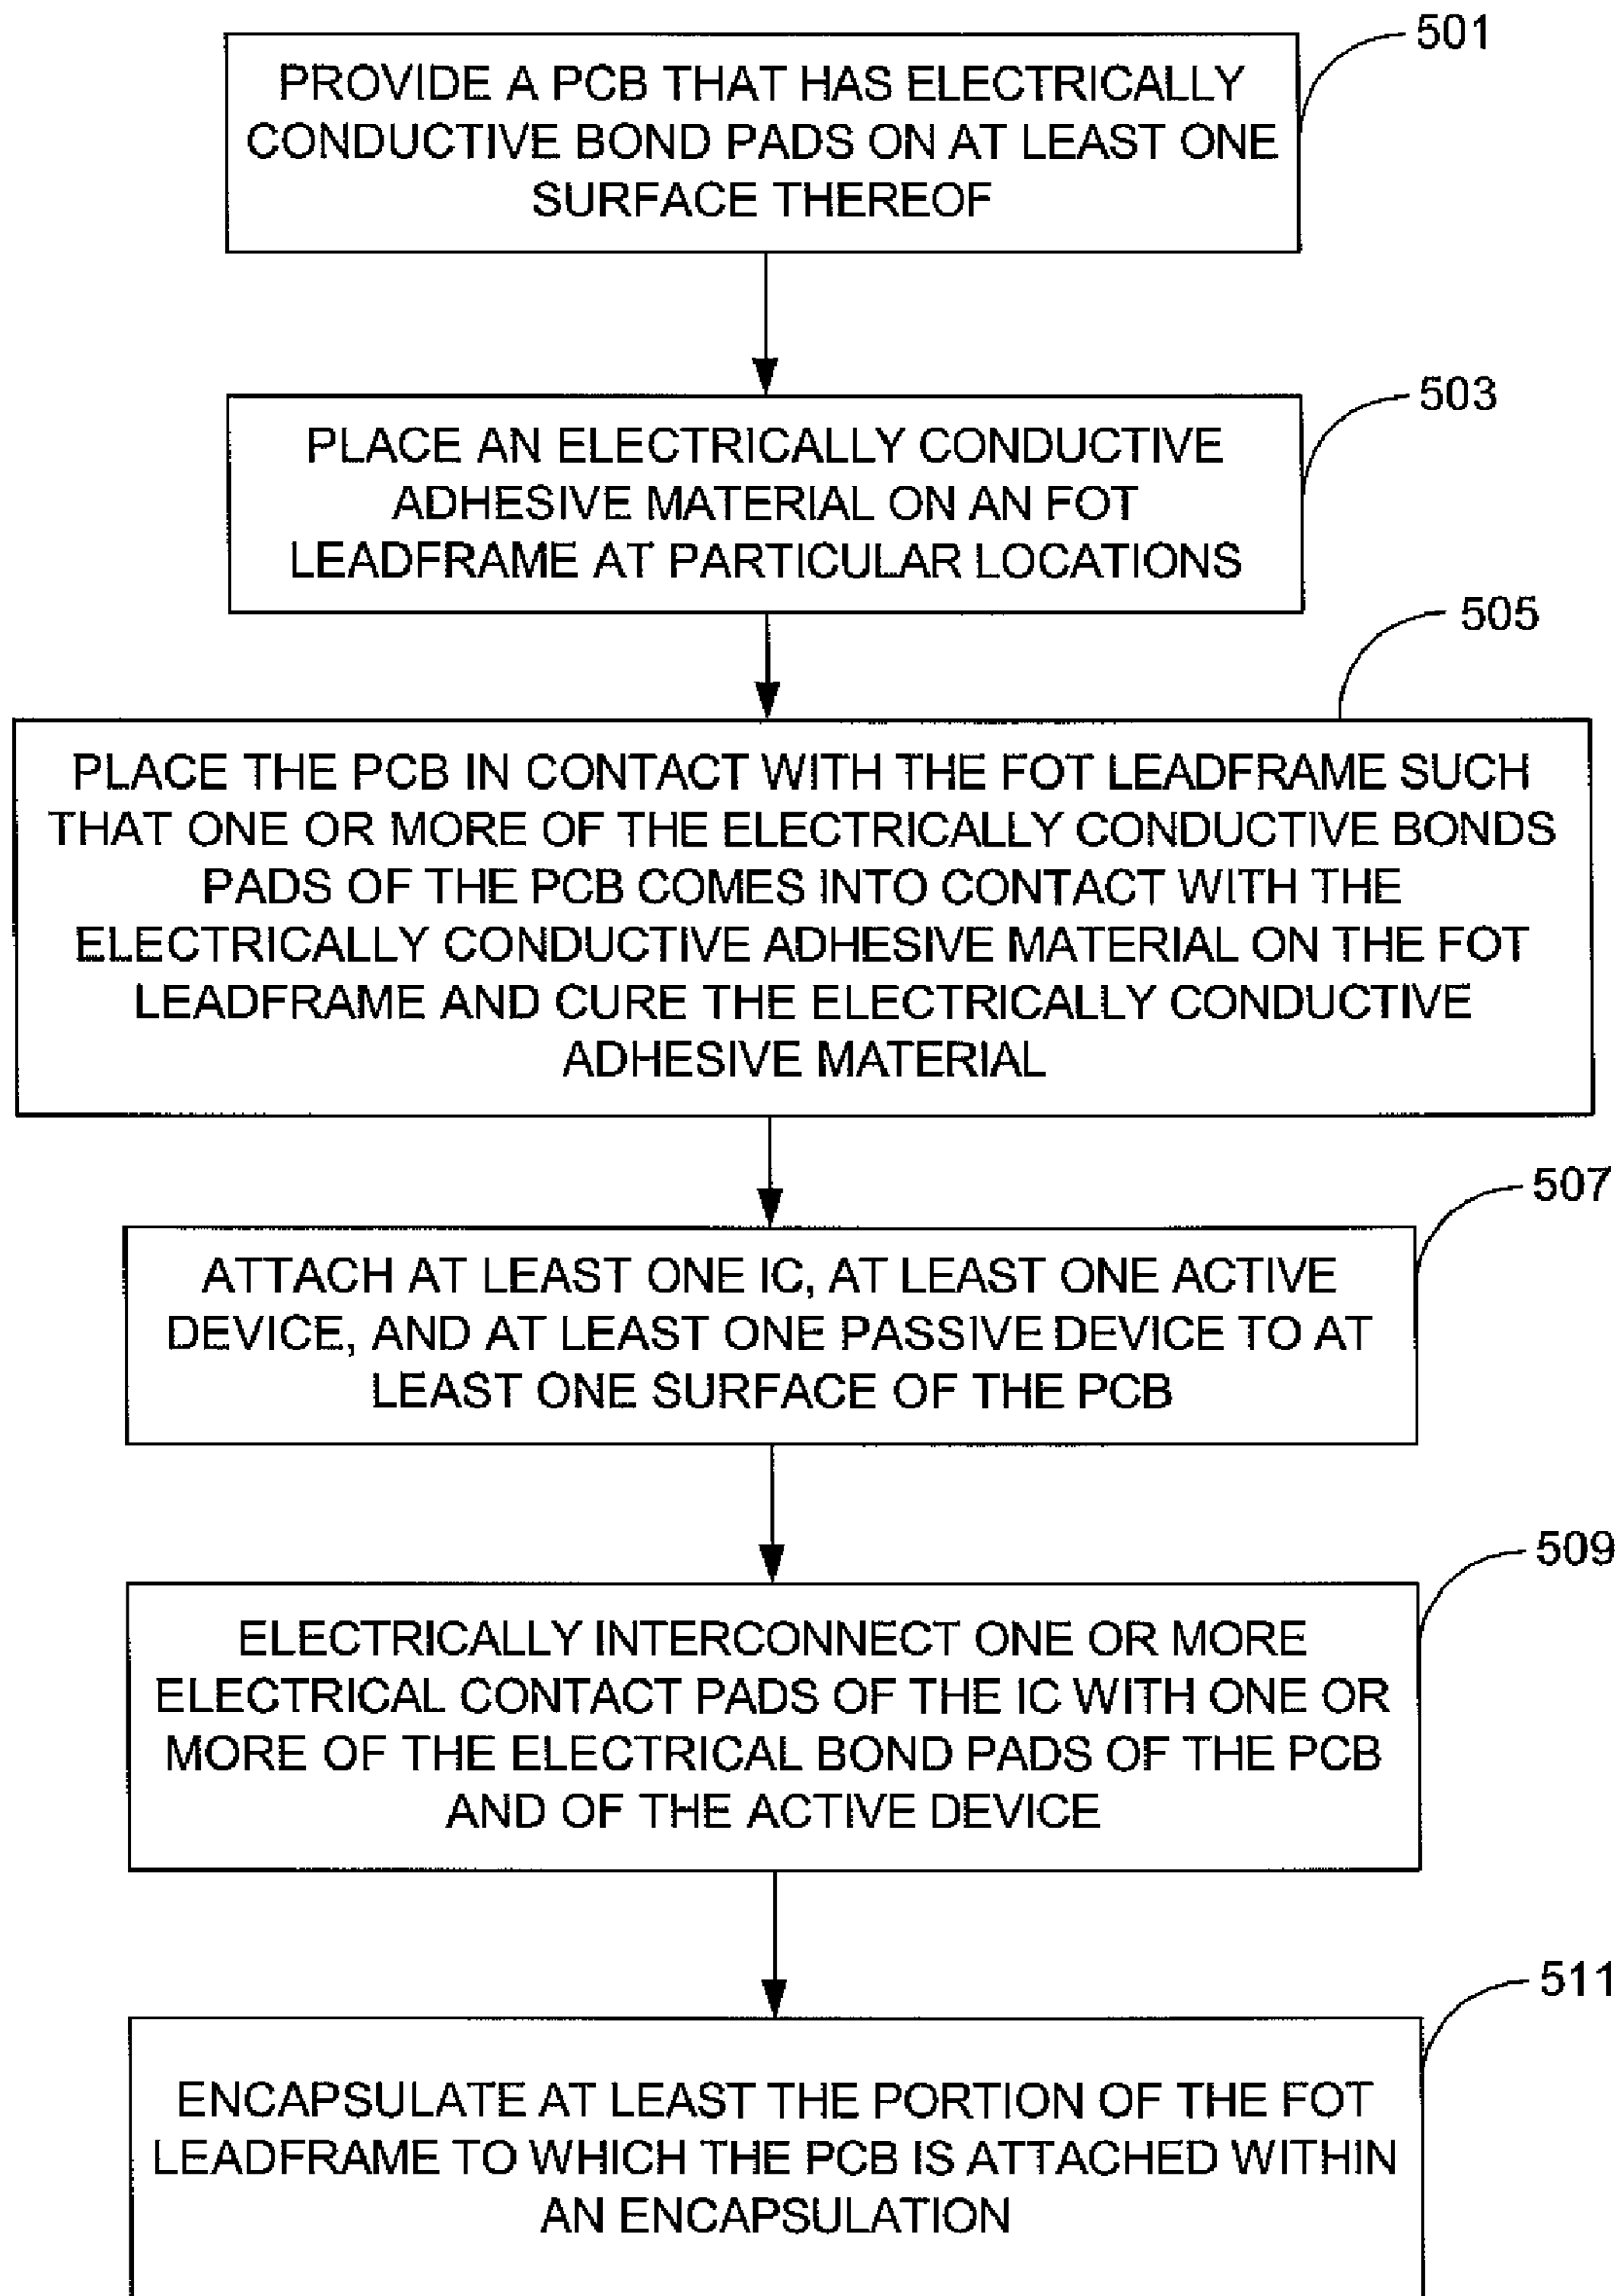 501
PROVIDE A PCB THAT HAS ELECTRICALLY
CONDUCTIVE BOND PADS ON AT LEAST ONE
SURFACE THEREOF
503
PLACE AN ELECTRICALLY CONDUCTIVE
ADHESIVE MATERIAL ON AN FOT
LEADFRAME AT PARTICULAR LOCATIONS
505
PLACE THE PCB IN CONTACT WITH THE FOT LEADFRAME SUCH
THAT ONE OR MORE OF THE ELECTRICALLY CONDUCTIVE BONDS
PADS OF THE PCB COMES INTO CONTACT WITH THE
ELECTRICALLY CONDUCTIVE ADHESIVE MATERIAL ON THE FOT
LEADFRAME AND CURE THE ELECTRICALLY CONDUCTIVE
ADHESIVE MATERIAL
507
ATTACH AT LEAST ONE IC, AT LEAST ONE ACTIVE
DEVICE, AND AT LEAST ONE PASSIVE DEVICE TO AT
LEAST ONE SURFACE OF THE PCB
509
ELECTRICALLY INTERCONNECT ONE OR MORE
ELECTRICAL CONTACT PADS OF THE IC WITH ONE OR
MORE OF THE ELECTRICAL BOND PADS OF THE PCB
AND OF THE ACTIVE DEVICE
511
ENCAPSULATE AT LEAST THE PORTION OF THE FOT
LEADFRAME TO WHICH THE PCB IS ATTACHED WITHIN
AN ENCAPSULATION